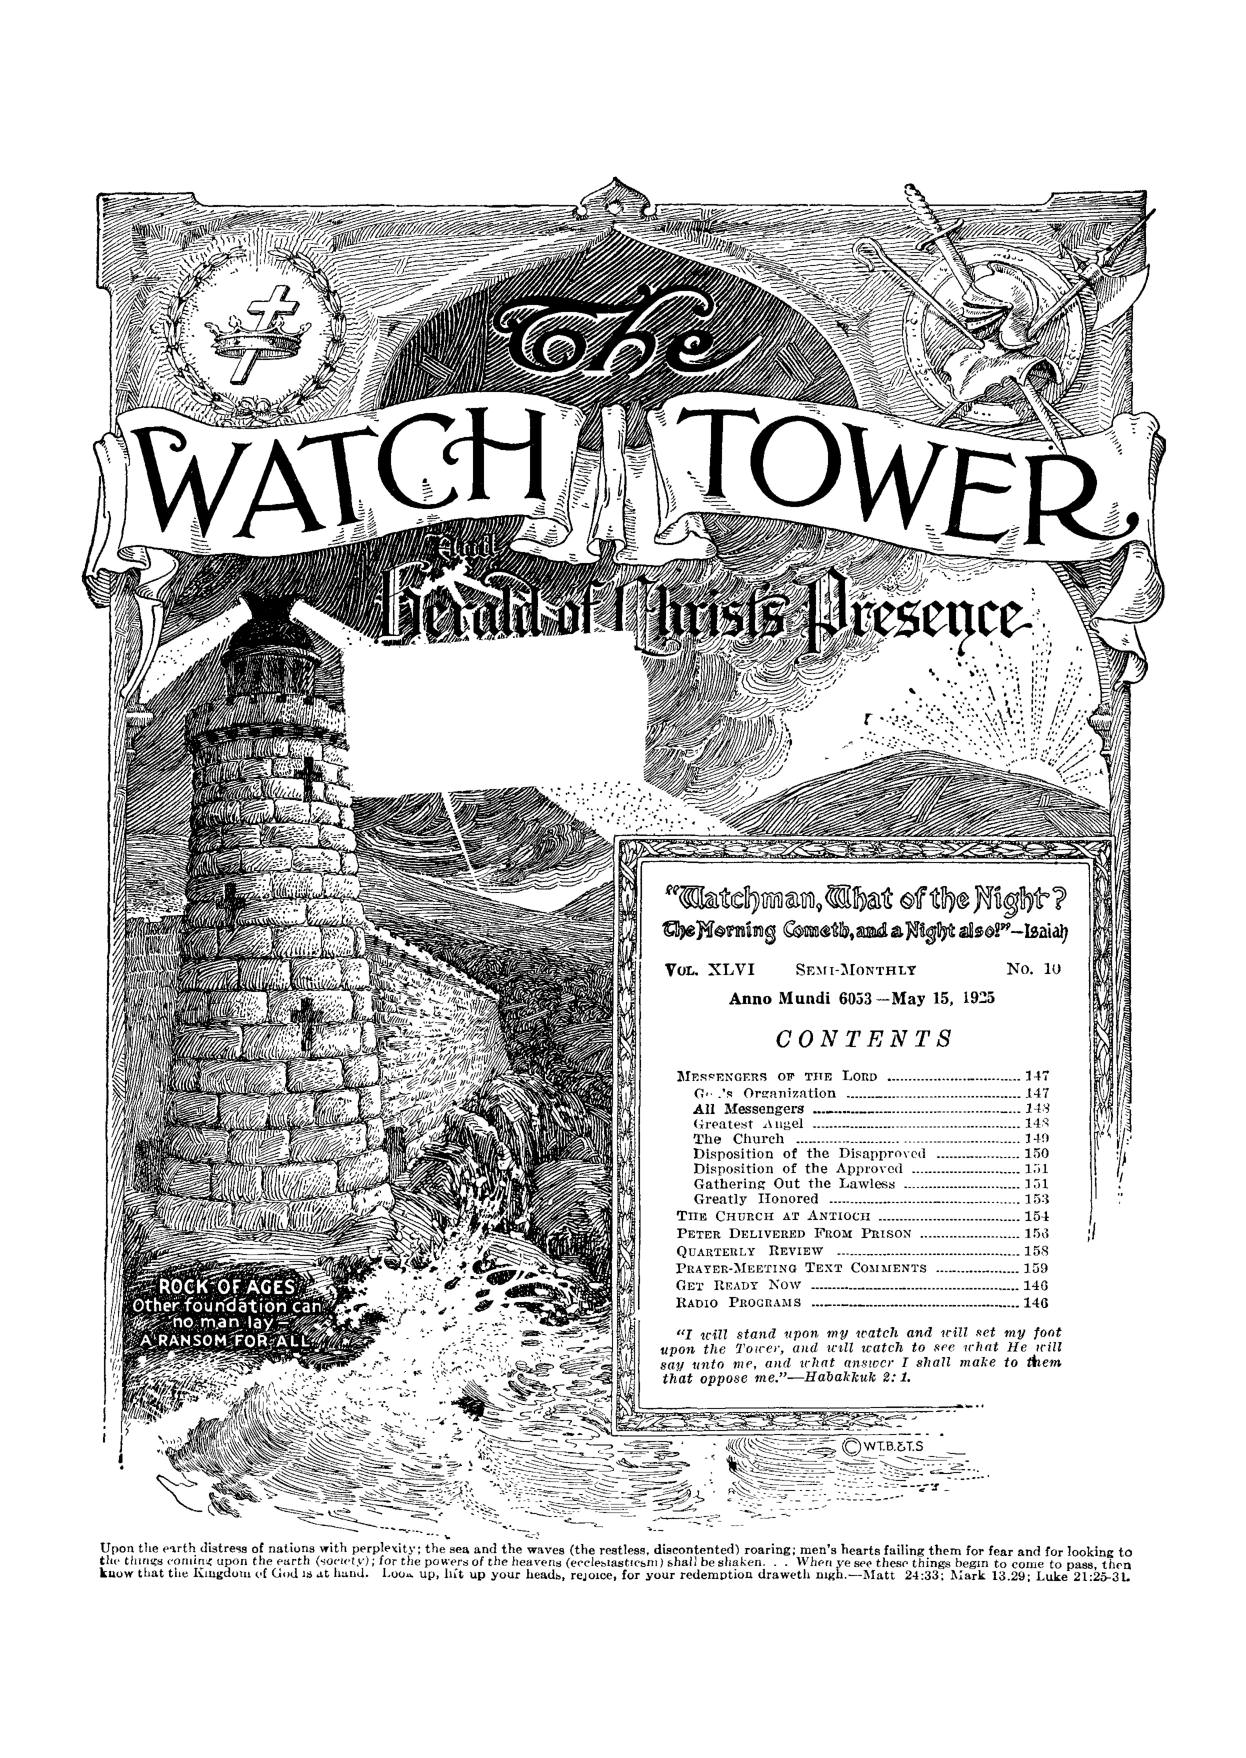 The
WATCH TOWER
And
Herald of Christ's Presence
"Watchman, What of the Night?
The Morning Cometh, and a Night also!"—Isaiah
VOL. XLVI SEMI-MONTHLY No. 10
Anno Mundi 6053—May 15, 1925
CONTENTS
MESSENGERS OF THE LORD 147
Organization 147
All Messengers 148
Greatest Angel 148
The Church 149
Disposition of the Disapproved 150
Disposition of the Approved 151
Gathering Out the Lawless 151
Greatly Honored 153
THE CHURCH AT ANTIOCH 154
PETER DELIVERED FROM PRISON 156
QUARTERLY REVIEW 158
PRAYER-MEETING TEXT COMMENTS 159
GET READY NOW 146
RADIO PROGRAMS 146
"I will stand upon my watch and will set my foot
upon the Tower, and will watch to see what He will
say unto me, and what answer I shall make to them
that oppose me."—Habakkuk 2: 1.
ROCK OF AGES
Other foundation can
no man lay—
A RANSOM FOR ALL
© W.T.B.&T.S
Upon the earth distress of nations with perplexity; the sea and the waves (the restless, discontented) roaring; men's hearts failing them for fear and for looking to
the things coming upon the earth (society); for the powers of the heavens (ecclesiasticsm) shall be shaken. . . When ye see these things begin to come to pass, then
know that the Kingdom of God is at hand. Look up, lift up your heads, rejoice, for your redemption draweth nigh.—Matt 24:33; Mark 13.29; Luke 21:25-31.